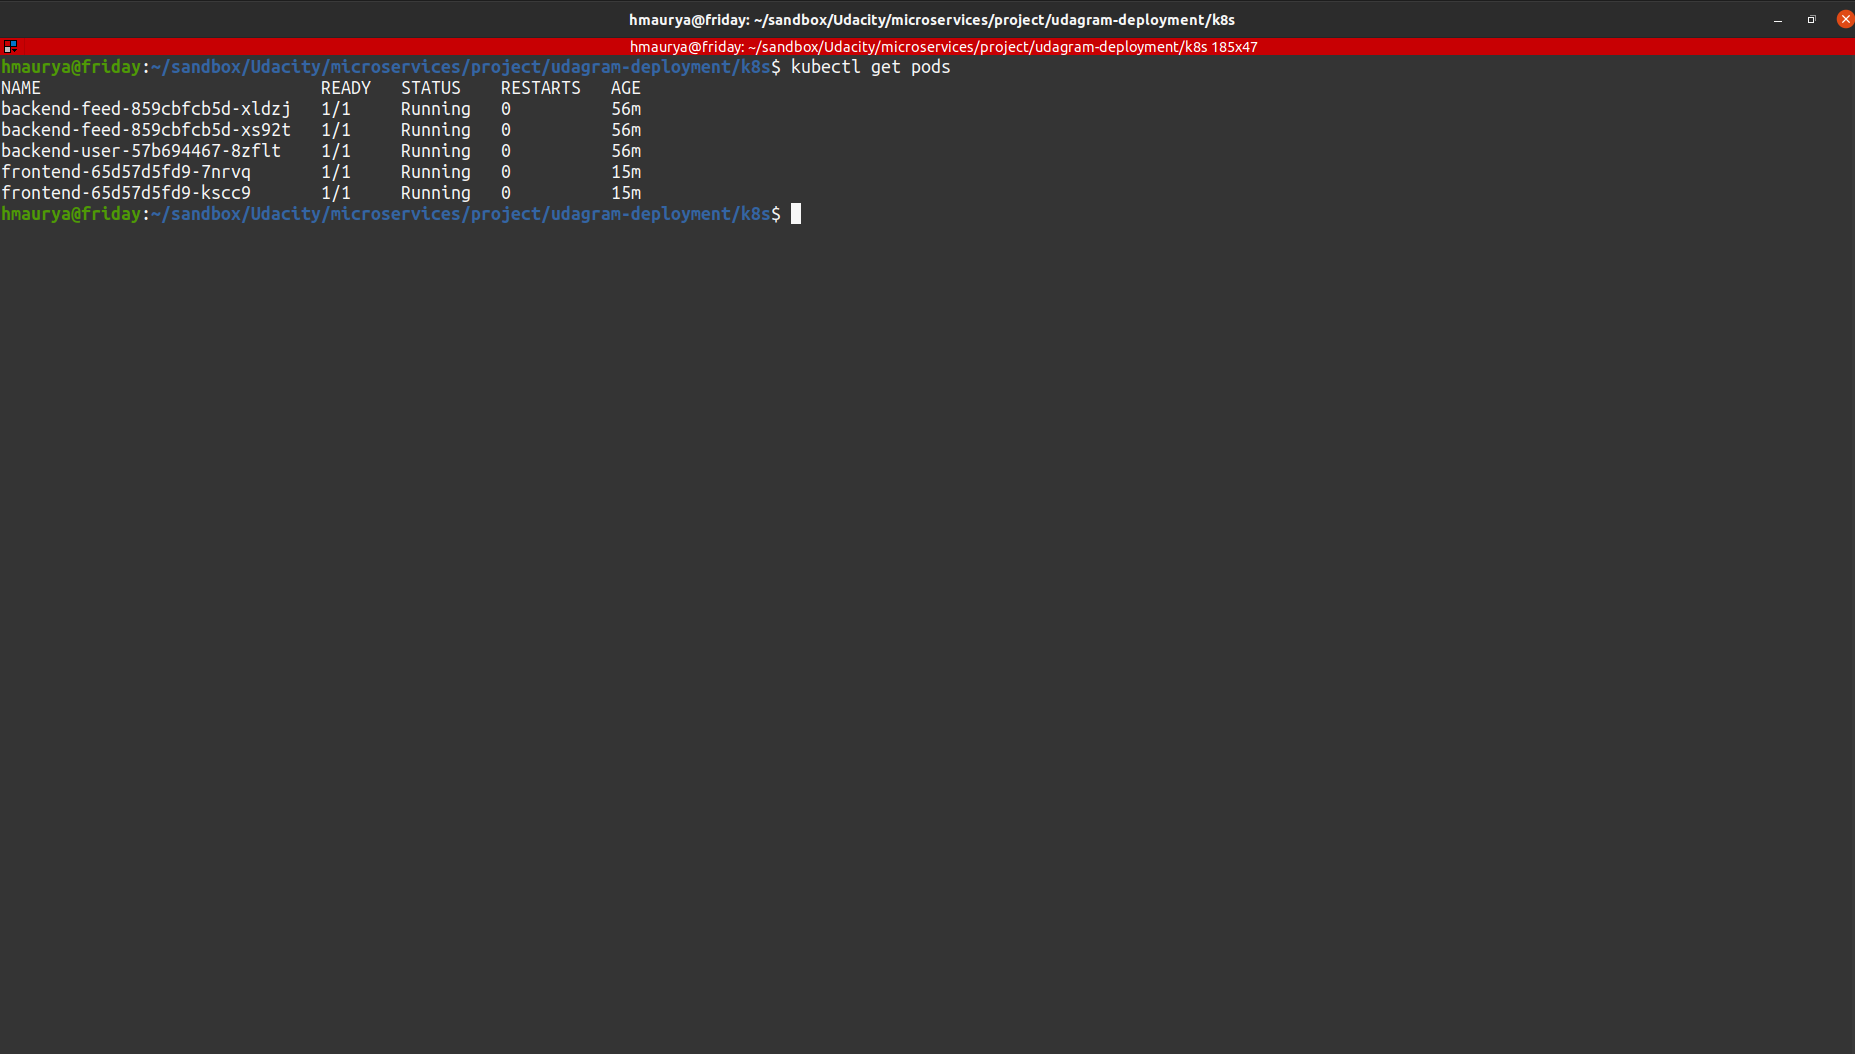 hmaurya@friday: ~/sandbox/Udacity/microservices/project/udagram-deployment/k8s
hmaurya@friday: ~/sandbox/Udacity/microservices/project/udagram-deployment/k8s 185x47
hmaurya@friday:~/sandbox/Udacity/microservices/project/udagram-deployment/k8s$ kubectl get pods
NAME READY STATUS RESTARTS AGE
backend-feed-859cbfcb5d-xldzj 1/1 Running 0 56m
backend-feed-859cbfcb5d-xs92t 1/1 Running 0 56m
backend-user-57b694467-8zflt 1/1 Running 0 56m
frontend-65d57d5fd9-7nrvq 1/1 Running 0 15m
frontend-65d57d5fd9-kscc9 1/1 Running 0 15m
hmaurya@friday:~/sandbox/Udacity/microservices/project/udagram-deployment/k8s$